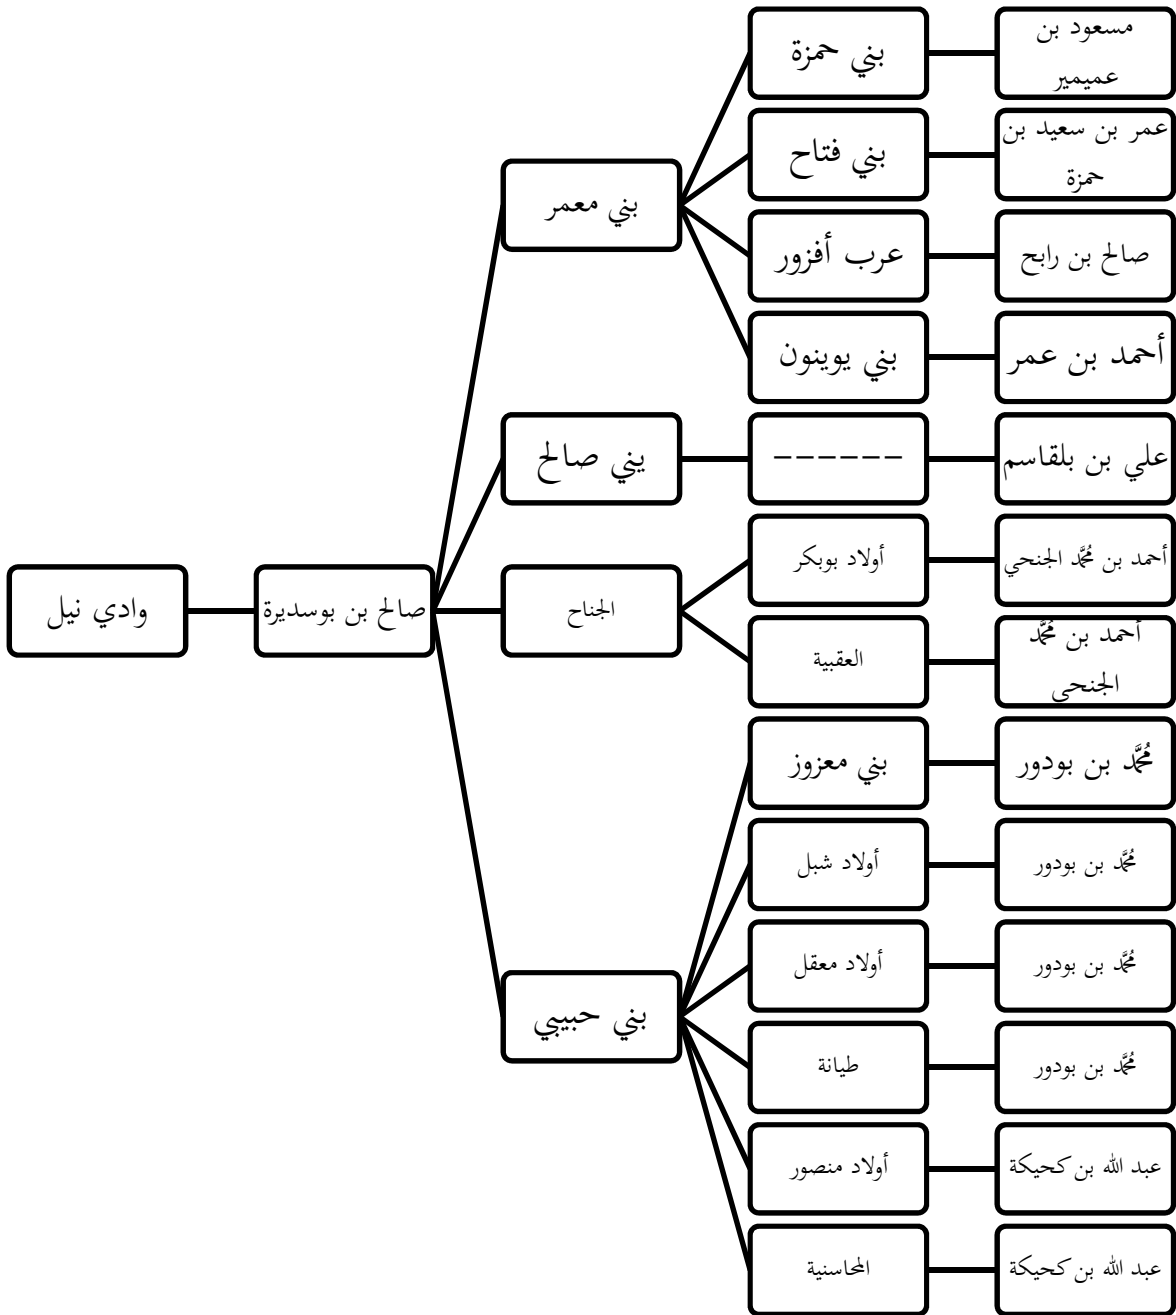 مسعود بن
عميمير
بني حمزة
عمر بن سعيد بن
حمزة
بني فتاح
بني معمر
صالح بن رابح
عرب أفزور
أحمد بن عمر
بني يوينون
علي بن بلقاسم
------
يني صالح
أحمد بن مُحَّد الجنحي
أولاد بوبكر
الجناح
صالح بن بوسديرة
وادي نيل
أحمد بن مُحَّد
الجنحي
العقبية
مُحَّد بن بودور
بني معزوز
مُحَّد بن بودور
أولاد شبل
مُحَّد بن بودور
أولاد معقل
بني حبيبي
مُحَّد بن بودور
طيانة
عبد الله بن كحيكة
أولاد منصور
عبد الله بن كحيكة
المحاسنية